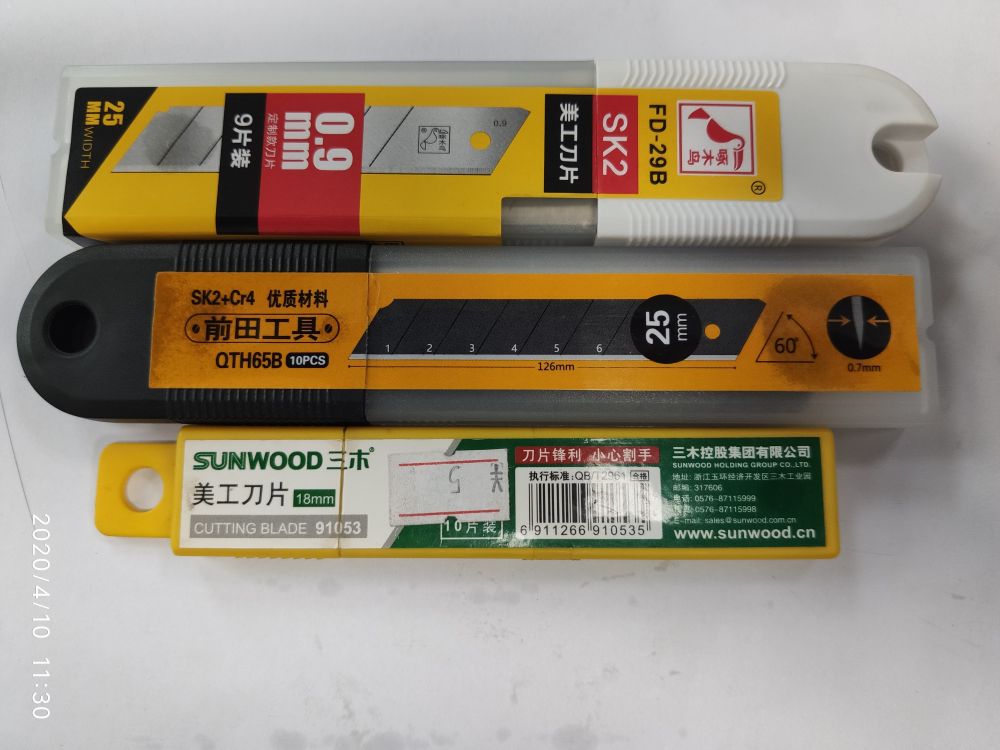 25
MM WIDTH
9片装
0.9
mm
定制款刀片
啄木鸟
0.9
美工刀片
SK2
FD-29B
啄木鸟
®
SK2+Cr4 优质材料
前田工具
QTH65B 10PCS
1 2 3 4 5 6
25
mm
126mm
60°
0.7mm
SUNWOOD 三木
美工刀片 18mm
CUTTING BLADE 91053
5
10片装
刀片锋利 小心割手
执行标准:QB/T2961 合格
6 911266 910535
三木控股集团有限公司
SUNWOOD HOLDING GROUP CO.,LTD.
地址:浙江玉环经济开发区三木工业园
邮编:317606
电话:0576-87115999
0576-87115998
E-mail: sales@sunwood.com.cn
www.sunwood.cn
2020/4/10 11:30